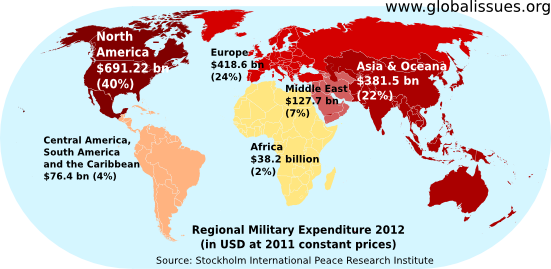 www.globalissues.org
North
America
$691.22 bn
(40%)
Europe
$418.6 bn
(24%)
Asia & Oceana
$381.5 bn
(22%)
Middle East
$127.7 bn
(7%)
Central America,
South America
and the Caribbean
$76.4 bn (4%)
Africa
$38.2 billion
(2%)
Regional Military Expenditure 2012
(in USD at 2011 constant prices)
Source: Stockholm International Peace Research Institute